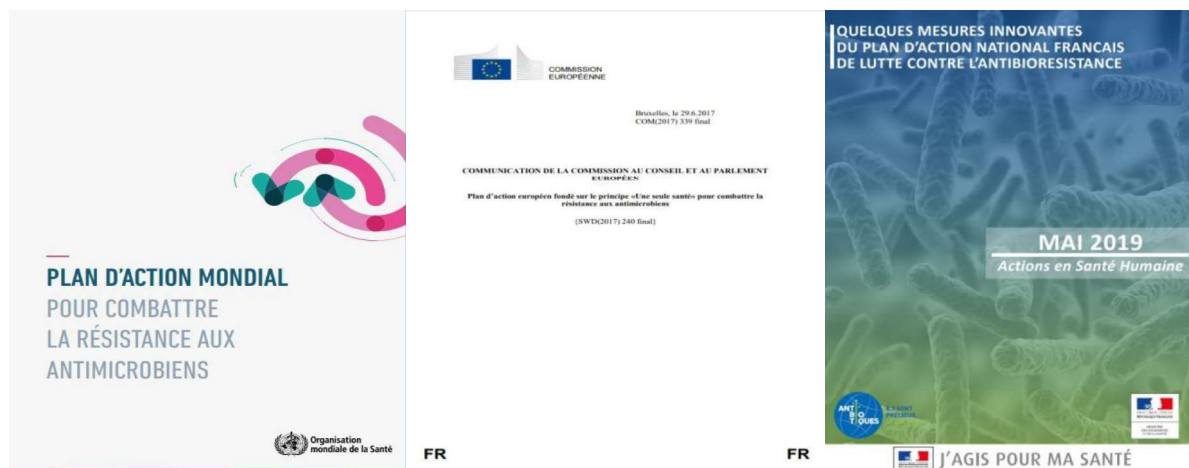 PLAN D'ACTION MONDIAL
POUR COMBATTRE
LA RÉSISTANCE AUX
ANTIMICROBIENS
Organisation
mondiale de la Santé
COMMISSION
EUROPÉENNE
Bruxelles, le 29.6.2017
COM(2017) 339 final
COMMUNICATION DE LA COMMISSION AU CONSEIL ET AU PARLEMENT
EUROPÉEN
Plan d'action européen fondé sur le principe «Une seule santé» pour combattre la
résistance aux antimicrobiens
{SWD(2017) 240 final}
FR
FR
QUELQUES MESURES INNOVANTES
DU PLAN D'ACTION NATIONAL FRANCAIS
DE LUTTE CONTRE L'ANTIBIORESISTANCE
MAI 2019
Actions en Santé Humaine
ANTI
BIO
TIQUES
J'AGIS POUR MA SANTÉ